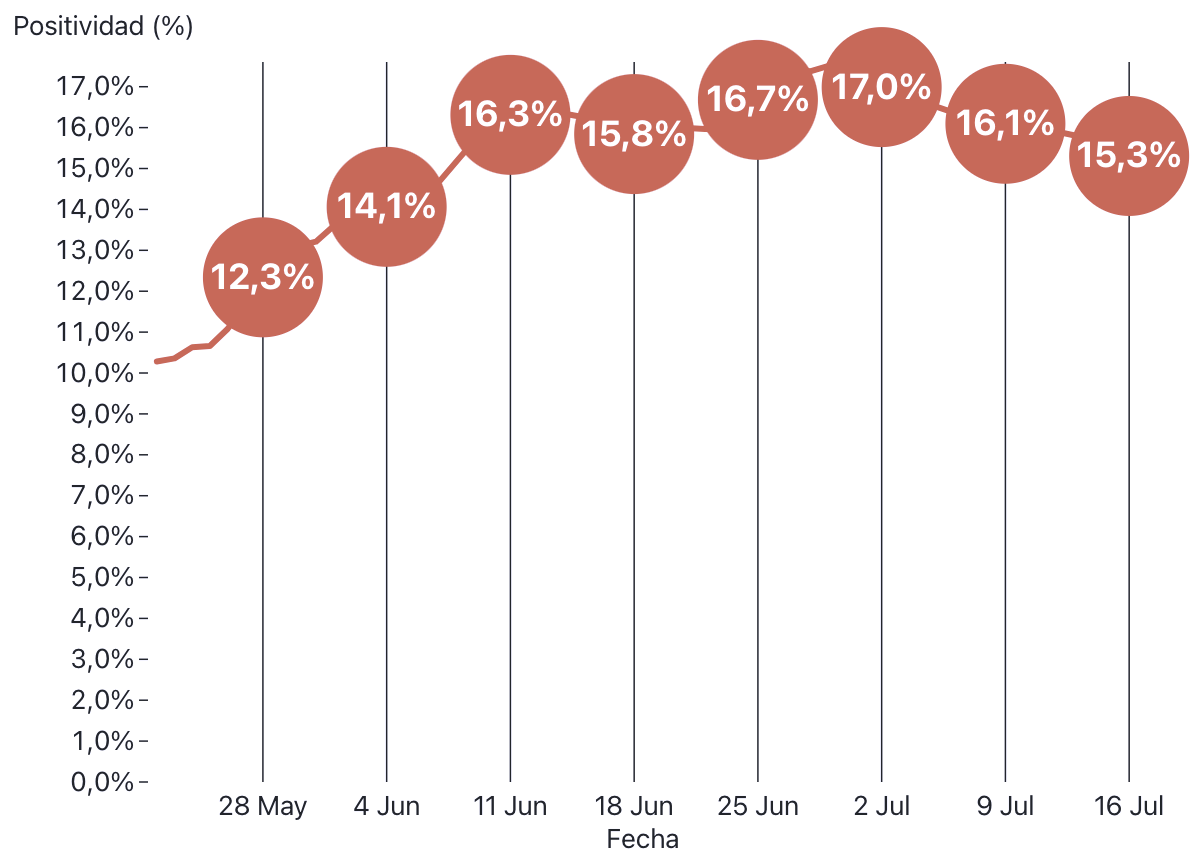 Positividad (%)
17,0%
16,0%
15,0%
14,0%
13,0%
12,0%
11,0%
10,0%
9,0%
8,0%
7,0%
6,0%
5,0%
4,0%
3,0%
2,0%
1,0%
0,0%
12,3%
14,1%
16,3%
15,8%
16,7%
17,0%
16,1%
15,3%
28 May
4 Jun
11 Jun
18 Jun
25 Jun
2 Jul
9 Jul
16 Jul
Fecha